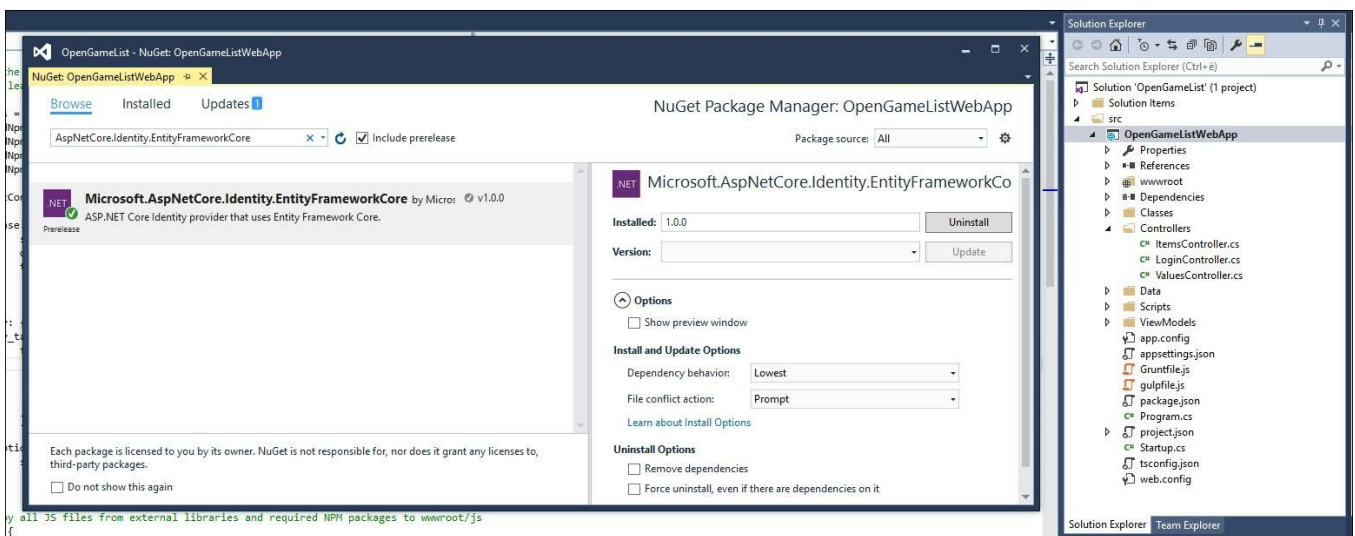 OpenGameList - NuGet: OpenGameListWebApp
NuGet: OpenGameListWebApp
Browse Installed Updates 1
NuGet Package Manager: OpenGameListWebApp
AspNetCore.Identity.EntityFrameworkCore
Include prerelease
Package source: All
.NET
Microsoft.AspNetCore.Identity.EntityFrameworkCore by Micros v1.0.0
ASP.NET Core Identity provider that uses Entity Framework Core.
Prerelease
.NET
Microsoft.AspNetCore.Identity.EntityFrameworkCo
Installed: 1.0.0 Uninstall
Version: Update
Options
Show preview window
Install and Update Options
Dependency behavior: Lowest
File conflict action: Prompt
Learn about Install Options
Uninstall Options
Remove dependencies
Force uninstall, even if there are dependencies on it
Each package is licensed to you by its owner. NuGet is not responsible for, nor does it grant any licenses to,
third-party packages.
Do not show this again
y all JS files from external libraries and required NPM packages to wwwroot/js
{
Solution Explorer
Search Solution Explorer (Ctrl+è)
Solution 'OpenGameList' (1 project)
Solution Items
src
OpenGameListWebApp
Properties
References
wwwroot
Dependencies
Classes
Controllers
C# ItemsController.cs
C# LoginController.cs
C# ValuesController.cs
Data
Scripts
ViewModels
app.config
appsettings.json
Gruntfile.js
gulpfile.js
package.json
C# Program.cs
project.json
C# Startup.cs
tsconfig.json
web.config
Solution Explorer Team Explorer